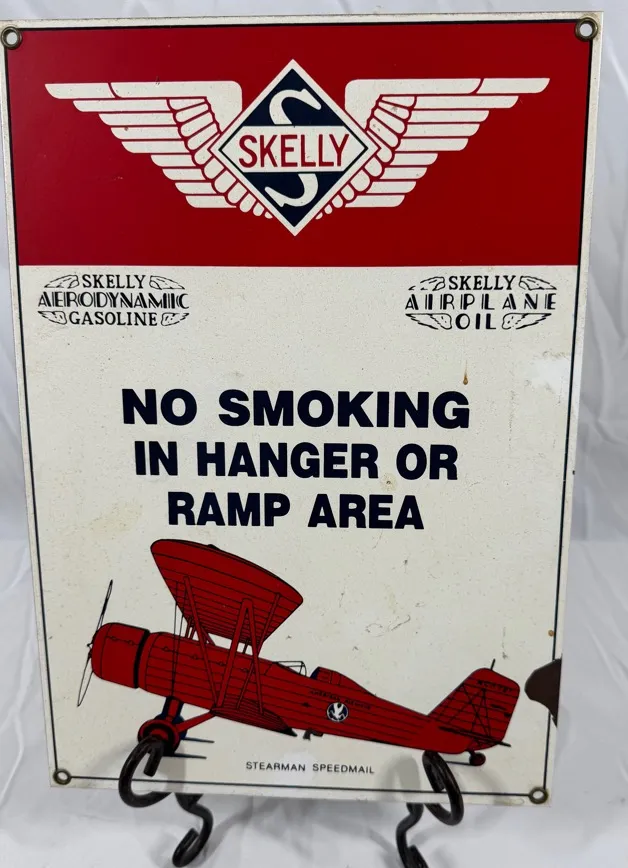 SKELLY
SKELLY
AERODYNAMIC
GASOLINE
SKELLY
AIRPLANE
OIL
NO SMOKING
IN HANGER OR
RAMP AREA
STEARMAN SPEEDMAIL